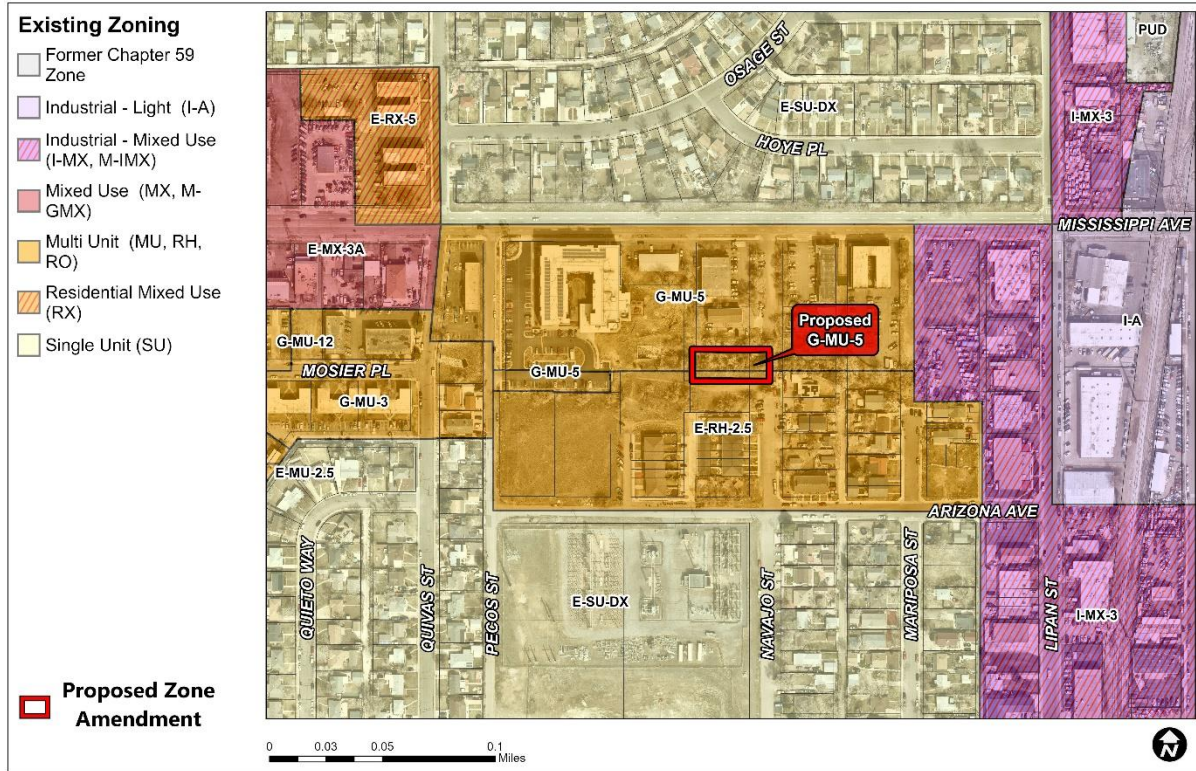 Existing Zoning
Former Chapter 59
Zone
Industrial - Light (I-A)
Industrial - Mixed Use
(I-MX, M-IMX)
Mixed Use (MX, M-
GMX)
Multi Unit (MU, RH,
RO)
Residential Mixed Use
(RX)
Single Unit (SU)
Proposed Zone
Amendment
PUD
OSAGE ST
E-SU-DX
E-RX-5
I-MX-3
HOYE PL
MISSISSIPPI AVE
E-MX-3A
G-MU-5
Proposed
G-MU-5
I-A
G-MU-12
MOSIER PL
G-MU-5
G-MU-3
E-RH-2.5
E-MU-2.5
ARIZONA AVE
QUIETO WAY
QUIVAS ST
PECOS ST
E-SU-DX
NAVAJO ST
MARIPOSA ST
LIPAN ST
I-MX-3
0 0.03 0.05 0.1
Miles
N